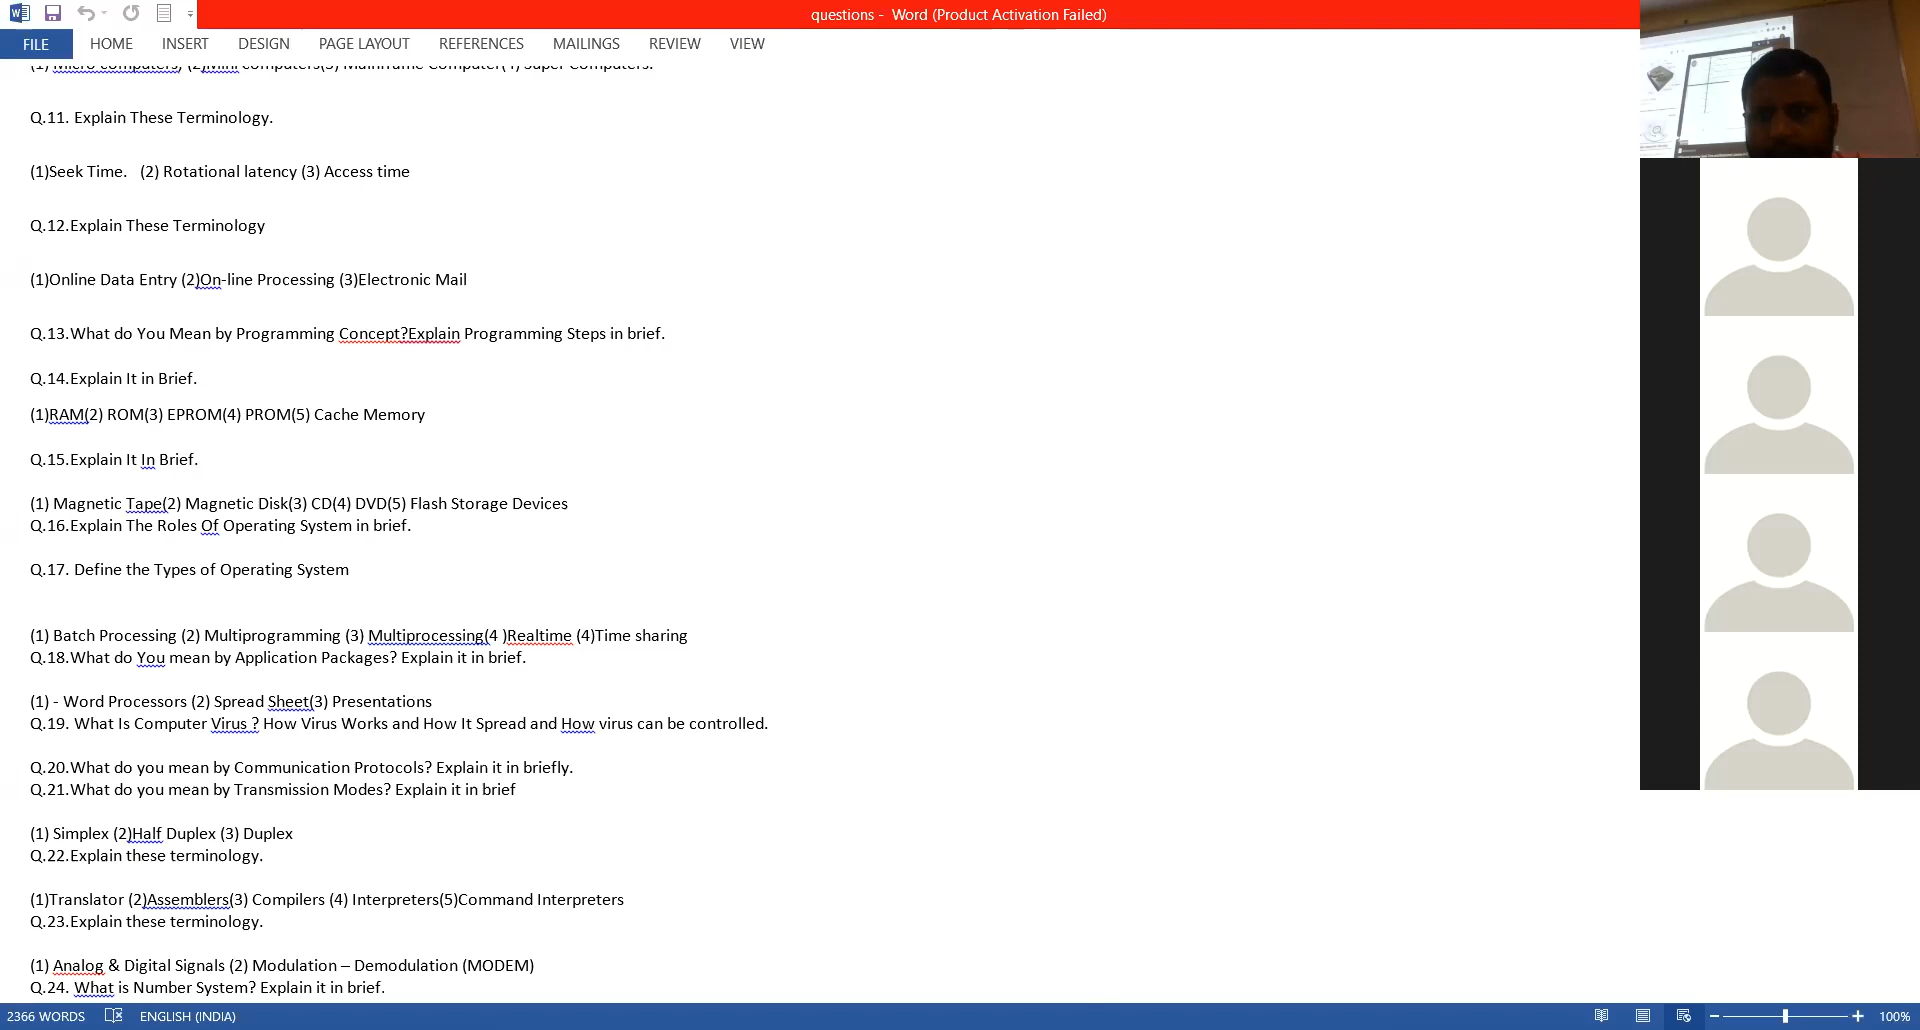 questions - Word (Product Activation Failed)
FILE HOME INSERT DESIGN PAGE LAYOUT REFERENCES MAILINGS REVIEW VIEW
(1) Micro computers, (2)Mini computers(3) Mainframe Computer(4) Super Computers.
Q.11. Explain These Terminology.
(1)Seek Time. (2) Rotational latency (3) Access time
Q.12.Explain These Terminology
(1)Online Data Entry (2)On-line Processing (3)Electronic Mail
Q.13.What do You Mean by Programming Concept?Explain Programming Steps in brief.
Q.14.Explain It in Brief.
(1)RAM(2) ROM(3) EPROM(4) PROM(5) Cache Memory
Q.15.Explain It In Brief.
(1) Magnetic Tape(2) Magnetic Disk(3) CD(4) DVD(5) Flash Storage Devices
Q.16.Explain The Roles Of Operating System in brief.
Q.17. Define the Types of Operating System
(1) Batch Processing (2) Multiprogramming (3) Multiprocessing(4 )Realtime (4)Time sharing
Q.18.What do You mean by Application Packages? Explain it in brief.
(1) - Word Processors (2) Spread Sheet(3) Presentations
Q.19. What Is Computer Virus ? How Virus Works and How It Spread and How virus can be controlled.
Q.20.What do you mean by Communication Protocols? Explain it in briefly.
Q.21.What do you mean by Transmission Modes? Explain it in brief
(1) Simplex (2)Half Duplex (3) Duplex
Q.22.Explain these terminology.
(1)Translator (2)Assemblers(3) Compilers (4) Interpreters(5)Command Interpreters
Q.23.Explain these terminology.
(1) Analog & Digital Signals (2) Modulation – Demodulation (MODEM)
Q.24. What is Number System? Explain it in brief.
2366 WORDS ENGLISH (INDIA) 100%